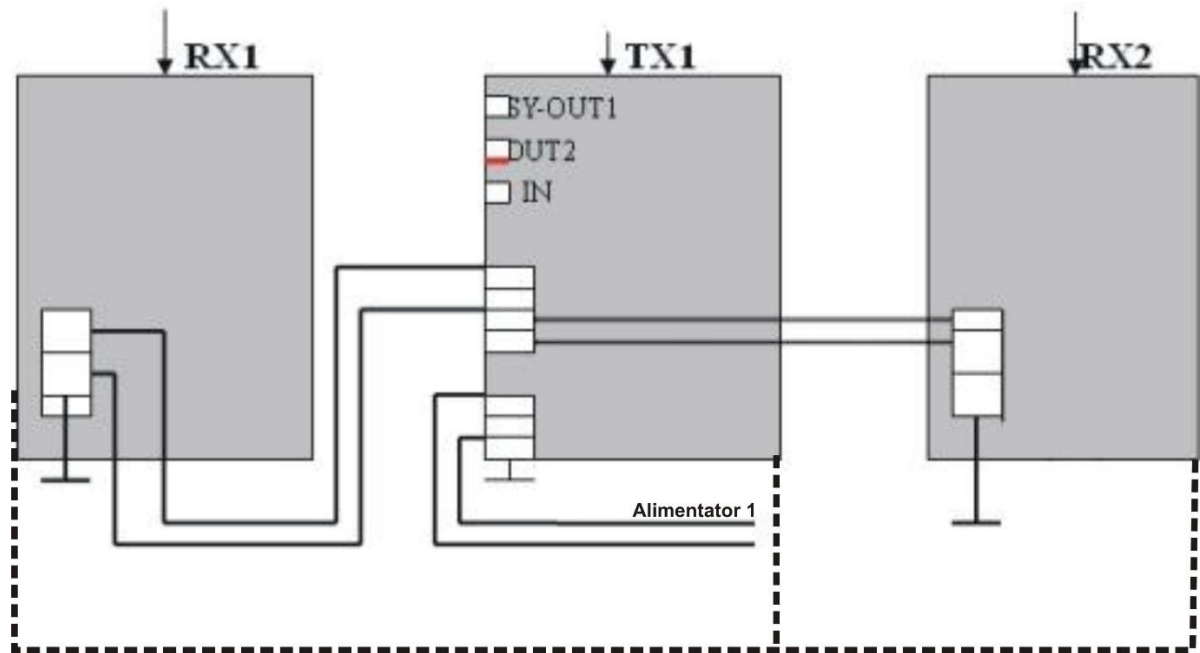 RX1
TX1
RX2
SY-OUT1
OUT2
IN
Alimentator 1